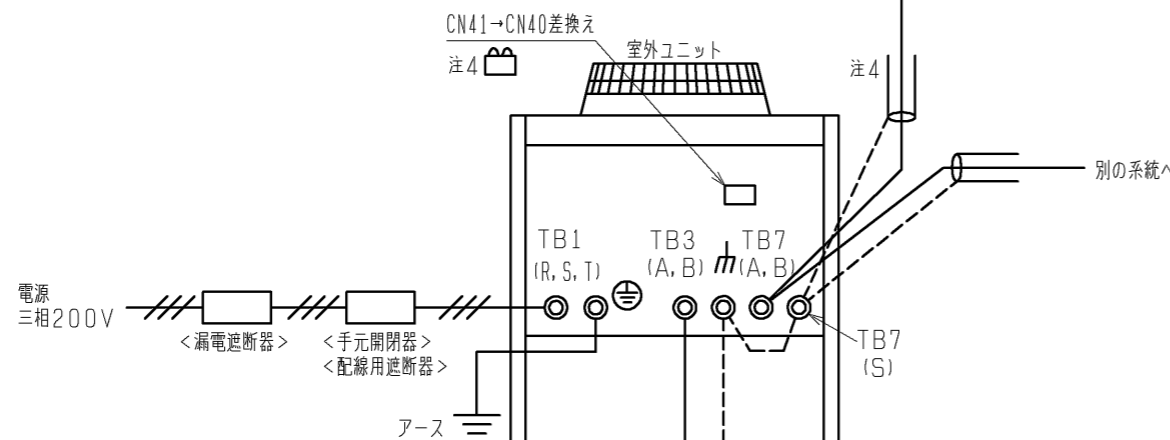 CN41→CN40差換え
注4
室外ユニット
注4
別の系統へ
TB1
(R, S, T)
TB3
(A, B)
TB7
(A, B)
電源
三相200V
<漏電遮断器>
<手元開閉器>
<配線用遮断器>
TB7
(S)
アース